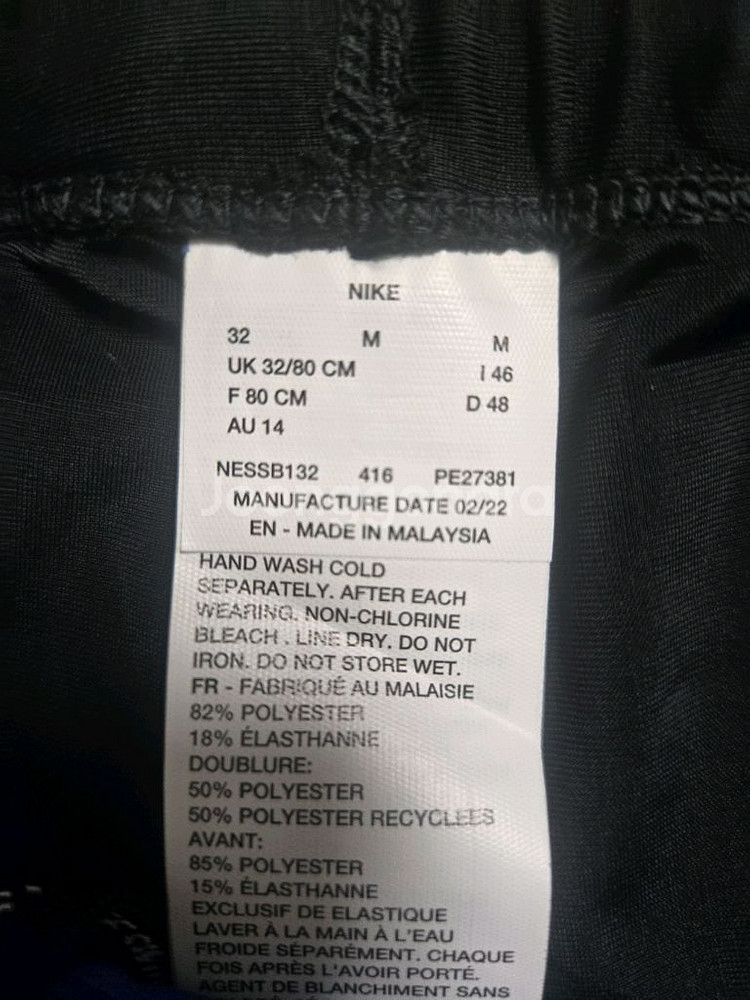 NIKE
32 M M
UK 32/80 CM I 46
F 80 CM D 48
AU 14
NESSB132 416 PE27381
MANUFACTURE DATE 02/22
EN - MADE IN MALAYSIA
HAND WASH COLD
SEPARATELY. AFTER EACH
WEARING. NON-CHLORINE
BLEACH . LINE DRY. DO NOT
IRON. DO NOT STORE WET.
FR - FABRIQUÉ AU MALAISIE
82% POLYESTER
18% ÉLASTHANNE
DOUBLURE:
50% POLYESTER
50% POLYESTER RECYCLEES
AVANT:
85% POLYESTER
15% ÉLASTHANNE
EXCLUSIF DE ELASTIQUE
LAVER À LA MAIN À L'EAU
FROIDE SÉPARÉMENT. CHAQUE
FOIS APRÈS L'AVOIR PORTÉ.
AGENT DE BLANCHIMENT SANS